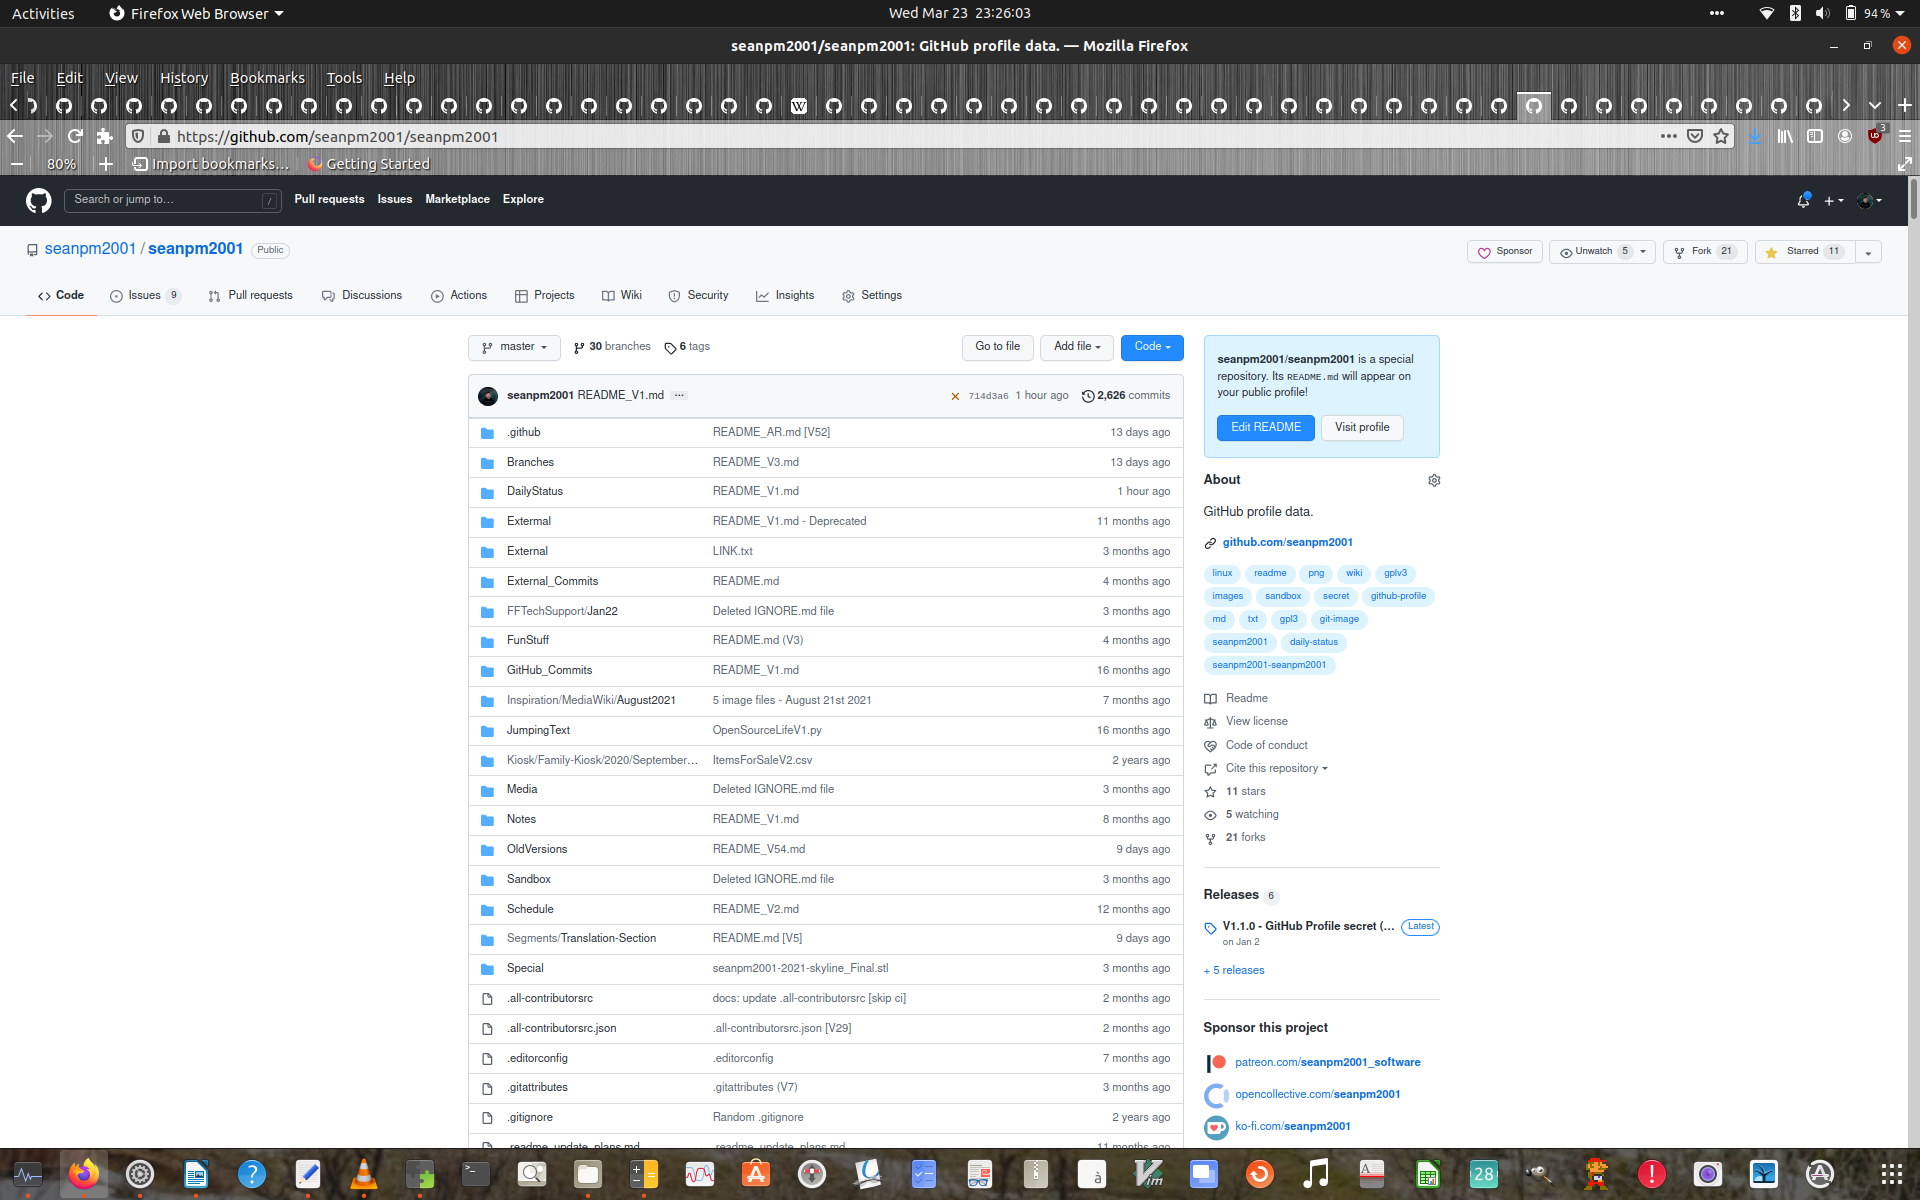 Activities Firefox Web Browser Wed Mar 23 23:26:03 94 %
seanpm2001/seanpm2001: GitHub profile data. — Mozilla Firefox
File Edit View History Bookmarks Tools Help
https://github.com/seanpm2001/seanpm2001 3
80% Import bookmarks... Getting Started
Search or jump to… / Pull requests Issues Marketplace Explore
seanpm2001 / seanpm2001 Public Sponsor Unwatch 5 Fork 21 Starred 11
Code Issues 9 Pull requests Discussions Actions Projects Wiki Security Insights Settings
master 30 branches 6 tags Go to file Add file Code
seanpm2001 README_V1.md ... 714d3a6 1 hour ago 2,626 commits
.github README_AR.md [V52] 13 days ago
Branches README_V3.md 13 days ago
DailyStatus README_V1.md 1 hour ago
Extermal README_V1.md - Deprecated 11 months ago
External LINK.txt 3 months ago
External_Commits README.md 4 months ago
FFTechSupport/Jan22 Deleted IGNORE.md file 3 months ago
FunStuff README.md (V3) 4 months ago
GitHub_Commits README_V1.md 16 months ago
Inspiration/MediaWiki/August2021 5 image files - August 21st 2021 7 months ago
JumpingText OpenSourceLifeV1.py 16 months ago
Kiosk/Family-Kiosk/2020/September... ItemsForSaleV2.csv 2 years ago
Media Deleted IGNORE.md file 3 months ago
Notes README_V1.md 8 months ago
OldVersions README_V54.md 9 days ago
Sandbox Deleted IGNORE.md file 3 months ago
Schedule README_V2.md 12 months ago
Segments/Translation-Section README.md [V5] 9 days ago
Special seanpm2001-2021-skyline_Final.stl 3 months ago
.all-contributorsrc docs: update .all-contributorsrc [skip ci] 2 months ago
.all-contributorsrc.json .all-contributorsrc.json [V29] 2 months ago
.editorconfig .editorconfig 7 months ago
.gitattributes .gitattributes (V7) 3 months ago
.gitignore Random .gitignore 2 years ago
.readme_update_plans.md .readme_update_plans.md 11 months ago
seanpm2001/seanpm2001 is a special
repository. Its README.md will appear on
your public profile!
Edit README Visit profile
About
GitHub profile data.
github.com/seanpm2001
linux readme png wiki gplv3
images sandbox secret github-profile
md txt gpl3 git-image
seanpm2001 daily-status
seanpm2001-seanpm2001
Readme
View license
Code of conduct
Cite this repository
11 stars
5 watching
21 forks
Releases 6
V1.1.0 - GitHub Profile secret (... Latest
on Jan 2
+ 5 releases
Sponsor this project
patreon.com/seanpm2001_software
opencollective.com/seanpm2001
ko-fi.com/seanpm2001
28